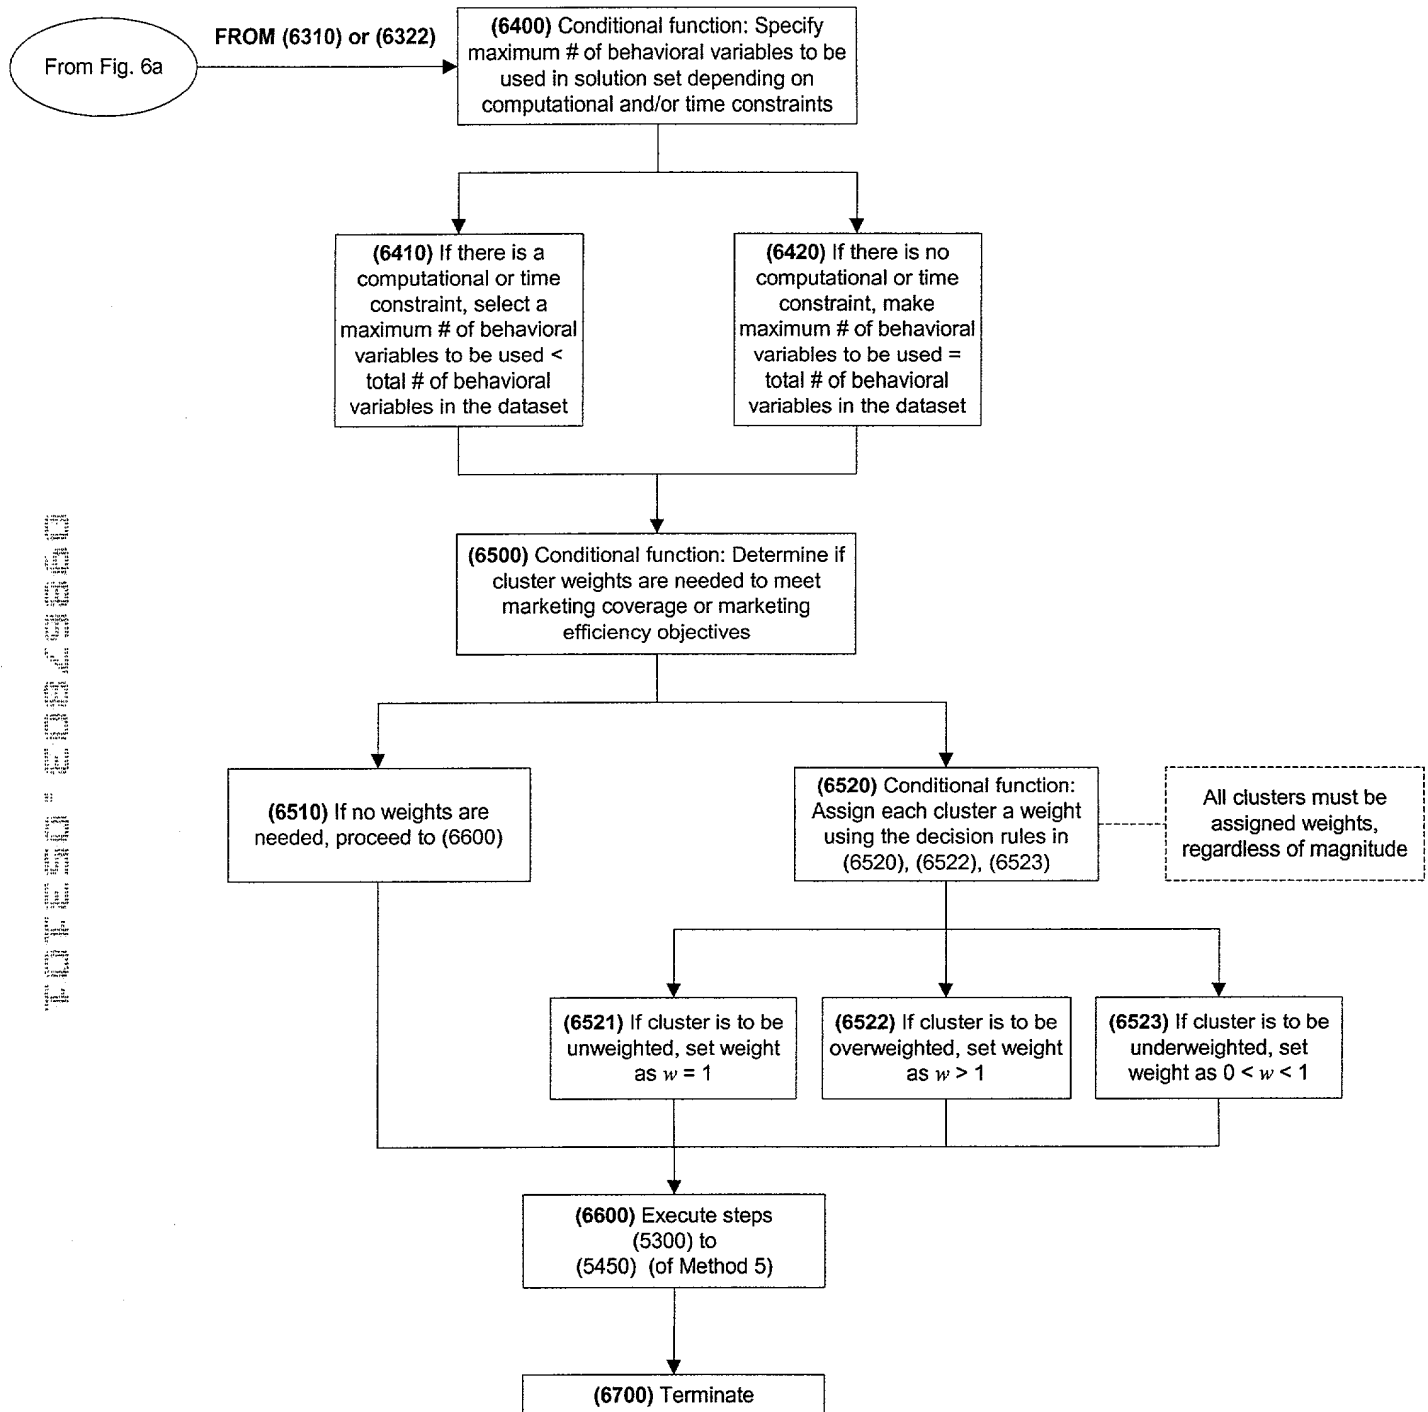 FROM (6310) or (6322)
From Fig. 6a
(6400) Conditional function: Specify
maximum # of behavioral variables to be
used in solution set depending on
computational and/or time constraints
(6410) If there is a
computational or time
constraint, select a
maximum # of behavioral
variables to be used <
total # of behavioral
variables in the dataset
(6420) If there is no
computational or time
constraint, make
maximum # of behavioral
variables to be used =
total # of behavioral
variables in the dataset
(6500) Conditional function: Determine if
cluster weights are needed to meet
marketing coverage or marketing
efficiency objectives
(6510) If no weights are
needed, proceed to (6600)
(6520) Conditional function:
Assign each cluster a weight
using the decision rules in
(6520), (6522), (6523)
All clusters must be
assigned weights,
regardless of magnitude
(6521) If cluster is to be
unweighted, set weight
as w = 1
(6522) If cluster is to be
overweighted, set weight
as w > 1
(6523) If cluster is to be
underweighted, set
weight as 0 < w < 1
(6600) Execute steps
(5300) to
(5450) (of Method 5)
(6700) Terminate